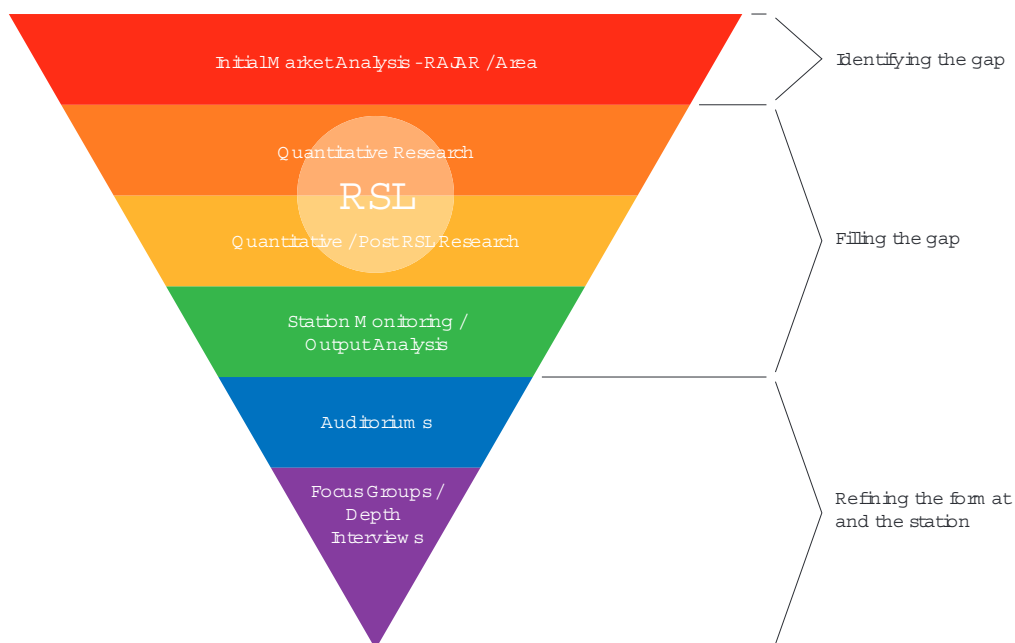 Initial Market Analysis - RAJAR / Area
Identifying the gap
Quantitative Research
RSL
Quantitative / Post RSL Research
Filling the gap
Station Monitoring /
Output Analysis
Auditoriums
Focus Groups /
Depth
Interviews
Refining the format
and the station